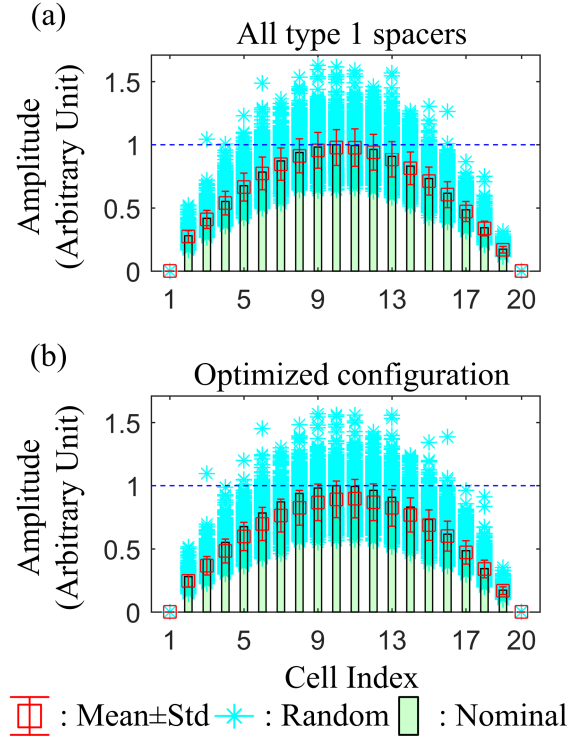 (a)
All type 1 spacers
Amplitude
(Arbitrary Unit)
1.5
1
0.5
0
1 5 9 13 17 20
(b)
Optimized configuration
Amplitude
(Arbitrary Unit)
1.5
1
0.5
0
1 5 9 13 17 20
Cell Index
: Mean±Std : Random : Nominal